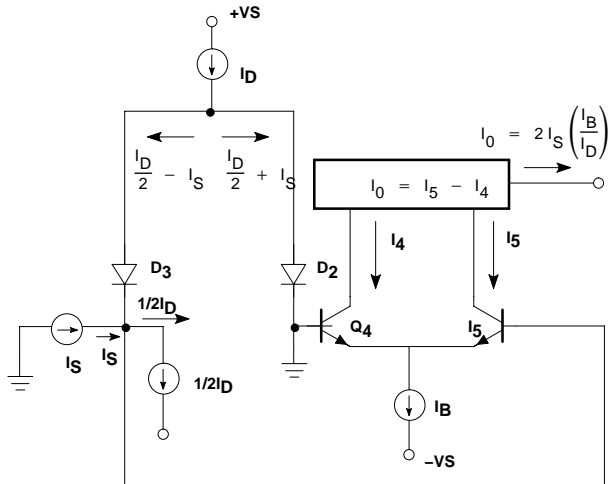 +VS
I_D
I_D/2 − I_S
I_D/2 + I_S
I_0 = 2 I_S (I_B/I_D)
I_0 = I_5 − I_4
I_4
I_5
D_3
D_2
1/2I_D
Q_4
I_5
I_S
I_S
1/2I_D
I_B
−VS